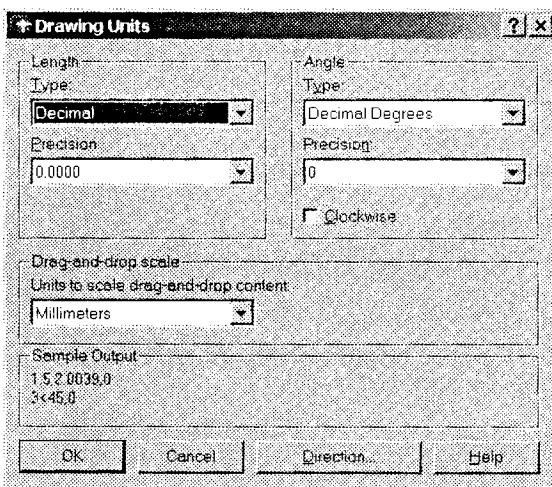 Drawing Units
Length
Type:
Decimal
Precision
0.0000
Angle
Type:
Decimal Degrees
Precision:
0
Clockwise
Drag-and-drop scale
Units to scale drag-and-drop content:
Millimeters
Sample Output
1.5,2.0039,0
3<45,0
OK
Cancel
Direction...
Help